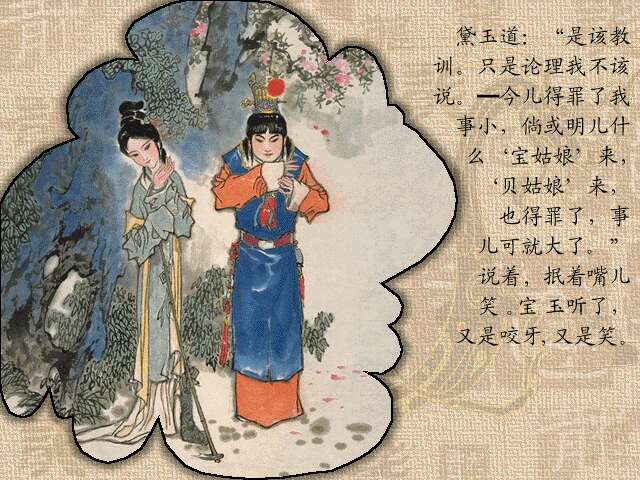 黛玉道：“是该教
训。只是论理我不该
说。一今儿得罪了我
事小，倘或明儿什
么‘宝姑娘’来，
‘贝姑娘’来，
也得罪了，事
儿可就大了。”
说着，抿着嘴儿
笑。宝玉听了，
又是咬牙，又是笑。